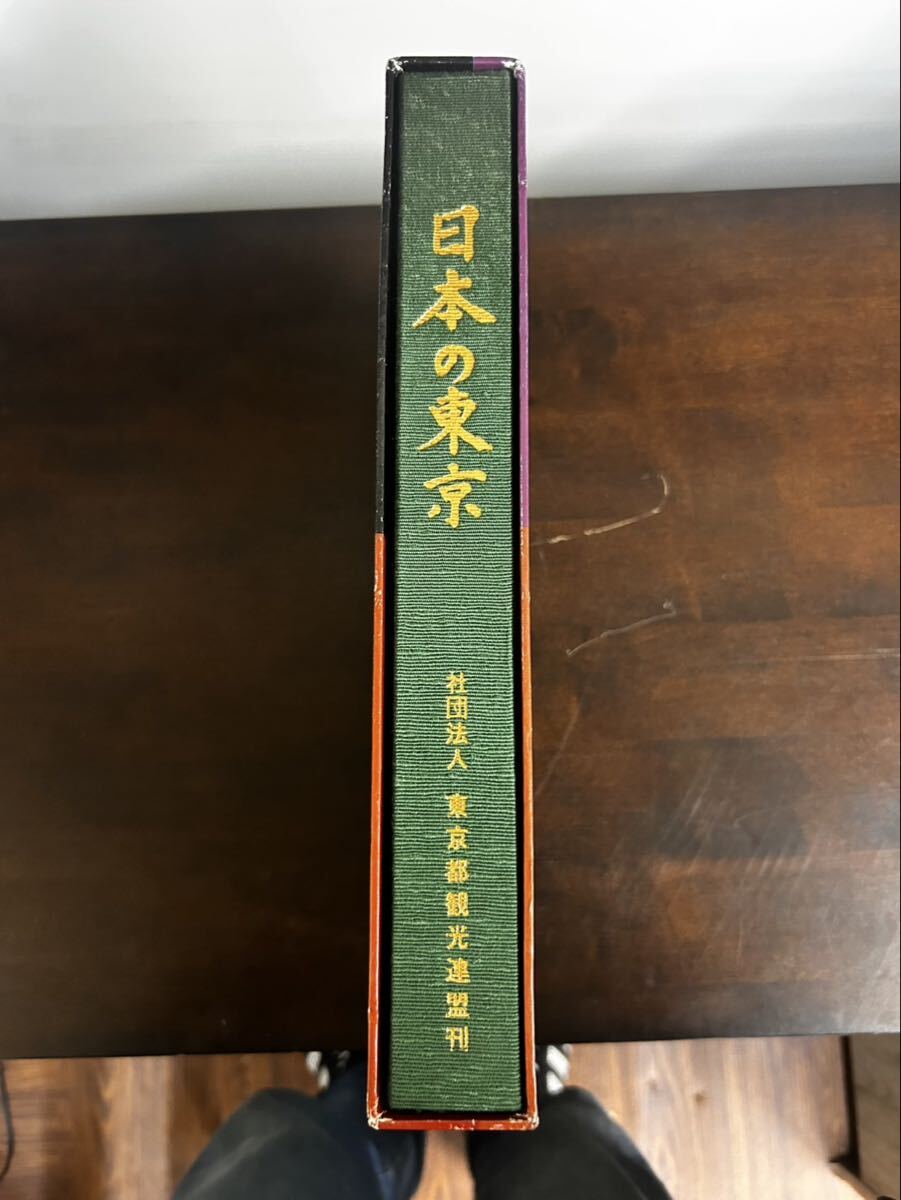 日本の東京
社団法人 東京都観光連盟刊